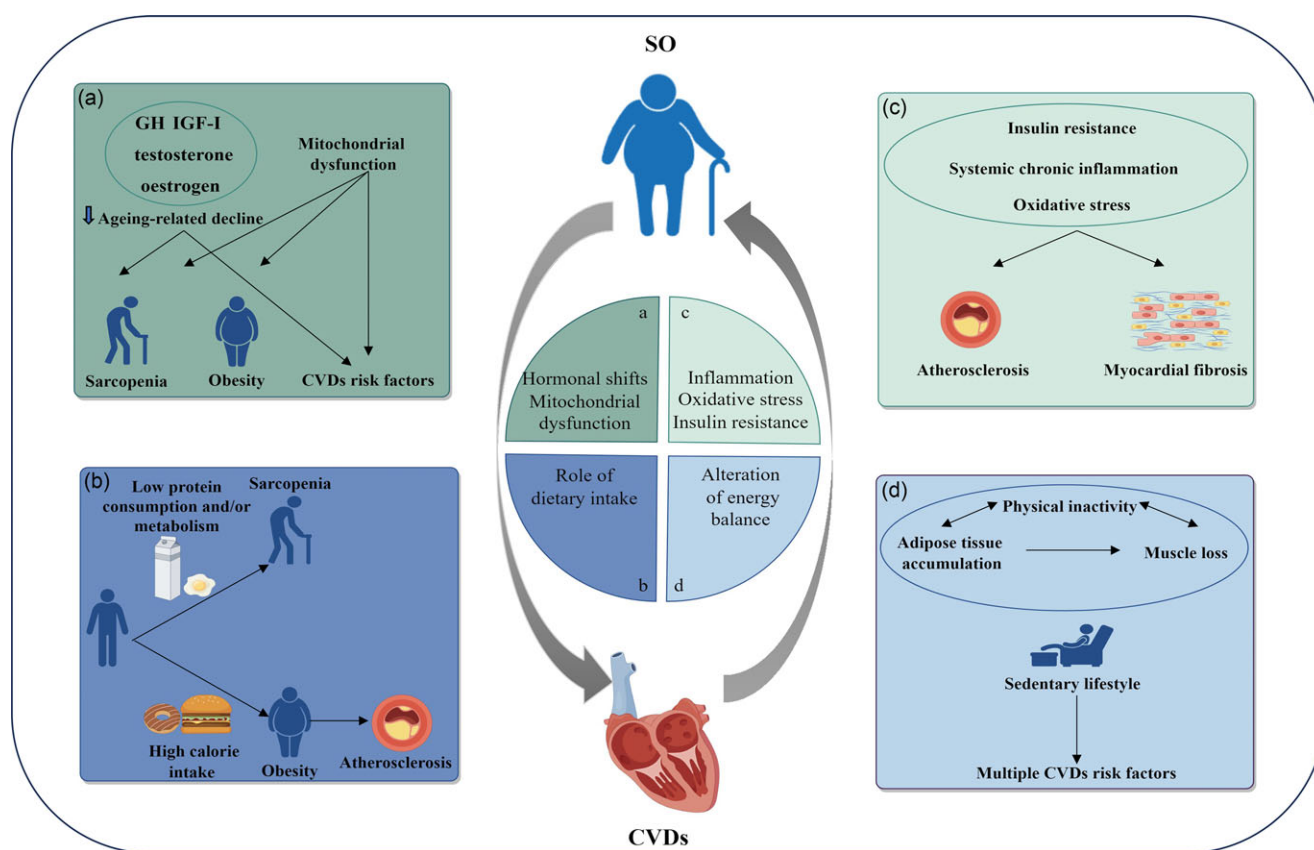 SO
(a)
GH IGF-I
testosterone
oestrogen
Mitochondrial
dysfunction
Ageing-related decline
Sarcopenia
Obesity
CVDs risk factors
(b)
Low protein
consumption and/or
metabolism
Sarcopenia
High calorie
intake
Obesity
Atherosclerosis
a
Hormonal shifts
Mitochondrial
dysfunction
c
Inflammation
Oxidative stress
Insulin resistance
Role of
dietary intake
b
Alteration
of energy
balance
d
(c)
Insulin resistance
Systemic chronic inflammation
Oxidative stress
Atherosclerosis
Myocardial fibrosis
(d)
Physical inactivity
Adipose tissue
accumulation
Muscle loss
Sedentary lifestyle
Multiple CVDs risk factors
CVDs